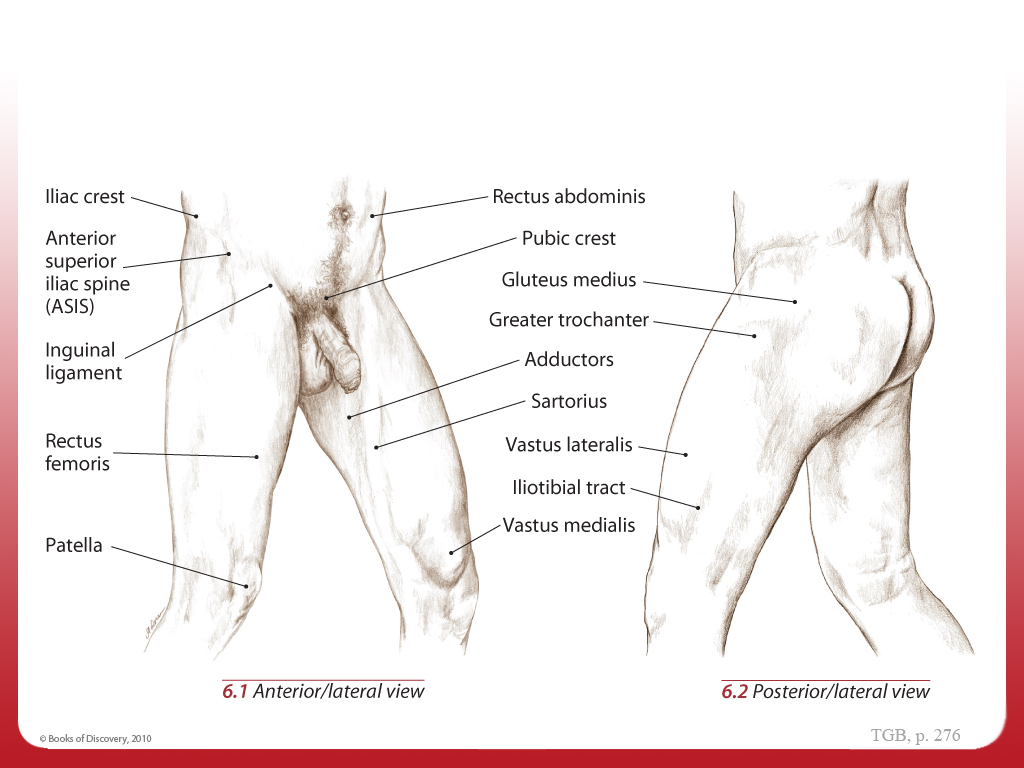 Iliac crest
Anterior
superior
iliac spine
(ASIS)
Inguinal
ligament
Rectus
femoris
Patella
Rectus abdominis
Pubic crest
Gluteus medius
Greater trochanter
Adductors
Sartorius
Vastus lateralis
Iliotibial tract
Vastus medialis
6.1 Anterior/lateral view
6.2 Posterior/lateral view
© Books of Discovery, 2010
TGB, p. 276